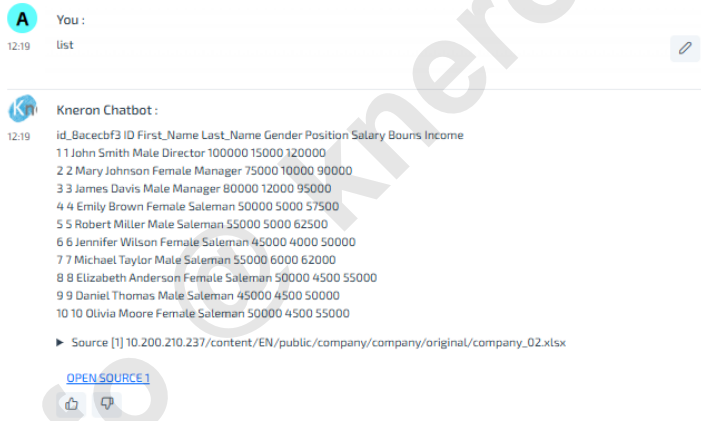 A You :
12:19 list
Kn Kneron Chatbot :
12:19 id_8acecbf3 ID First_Name Last_Name Gender Position Salary Bouns Income
1 1 John Smith Male Director 100000 15000 120000
2 2 Mary Johnson Female Manager 75000 10000 90000
3 3 James Davis Male Manager 80000 12000 95000
4 4 Emily Brown Female Saleman 50000 5000 57500
5 5 Robert Miller Male Saleman 55000 5000 62500
6 6 Jennifer Wilson Female Saleman 45000 4000 50000
7 7 Michael Taylor Male Saleman 55000 6000 62000
8 8 Elizabeth Anderson Female Saleman 50000 4500 55000
9 9 Daniel Thomas Male Saleman 45000 4500 50000
10 10 Olivia Moore Female Saleman 50000 4500 55000
Source [1] 10.200.210.237/content/EN/public/company/company/original/company_02.xlsx
OPEN SOURCE 1
fo @ knero